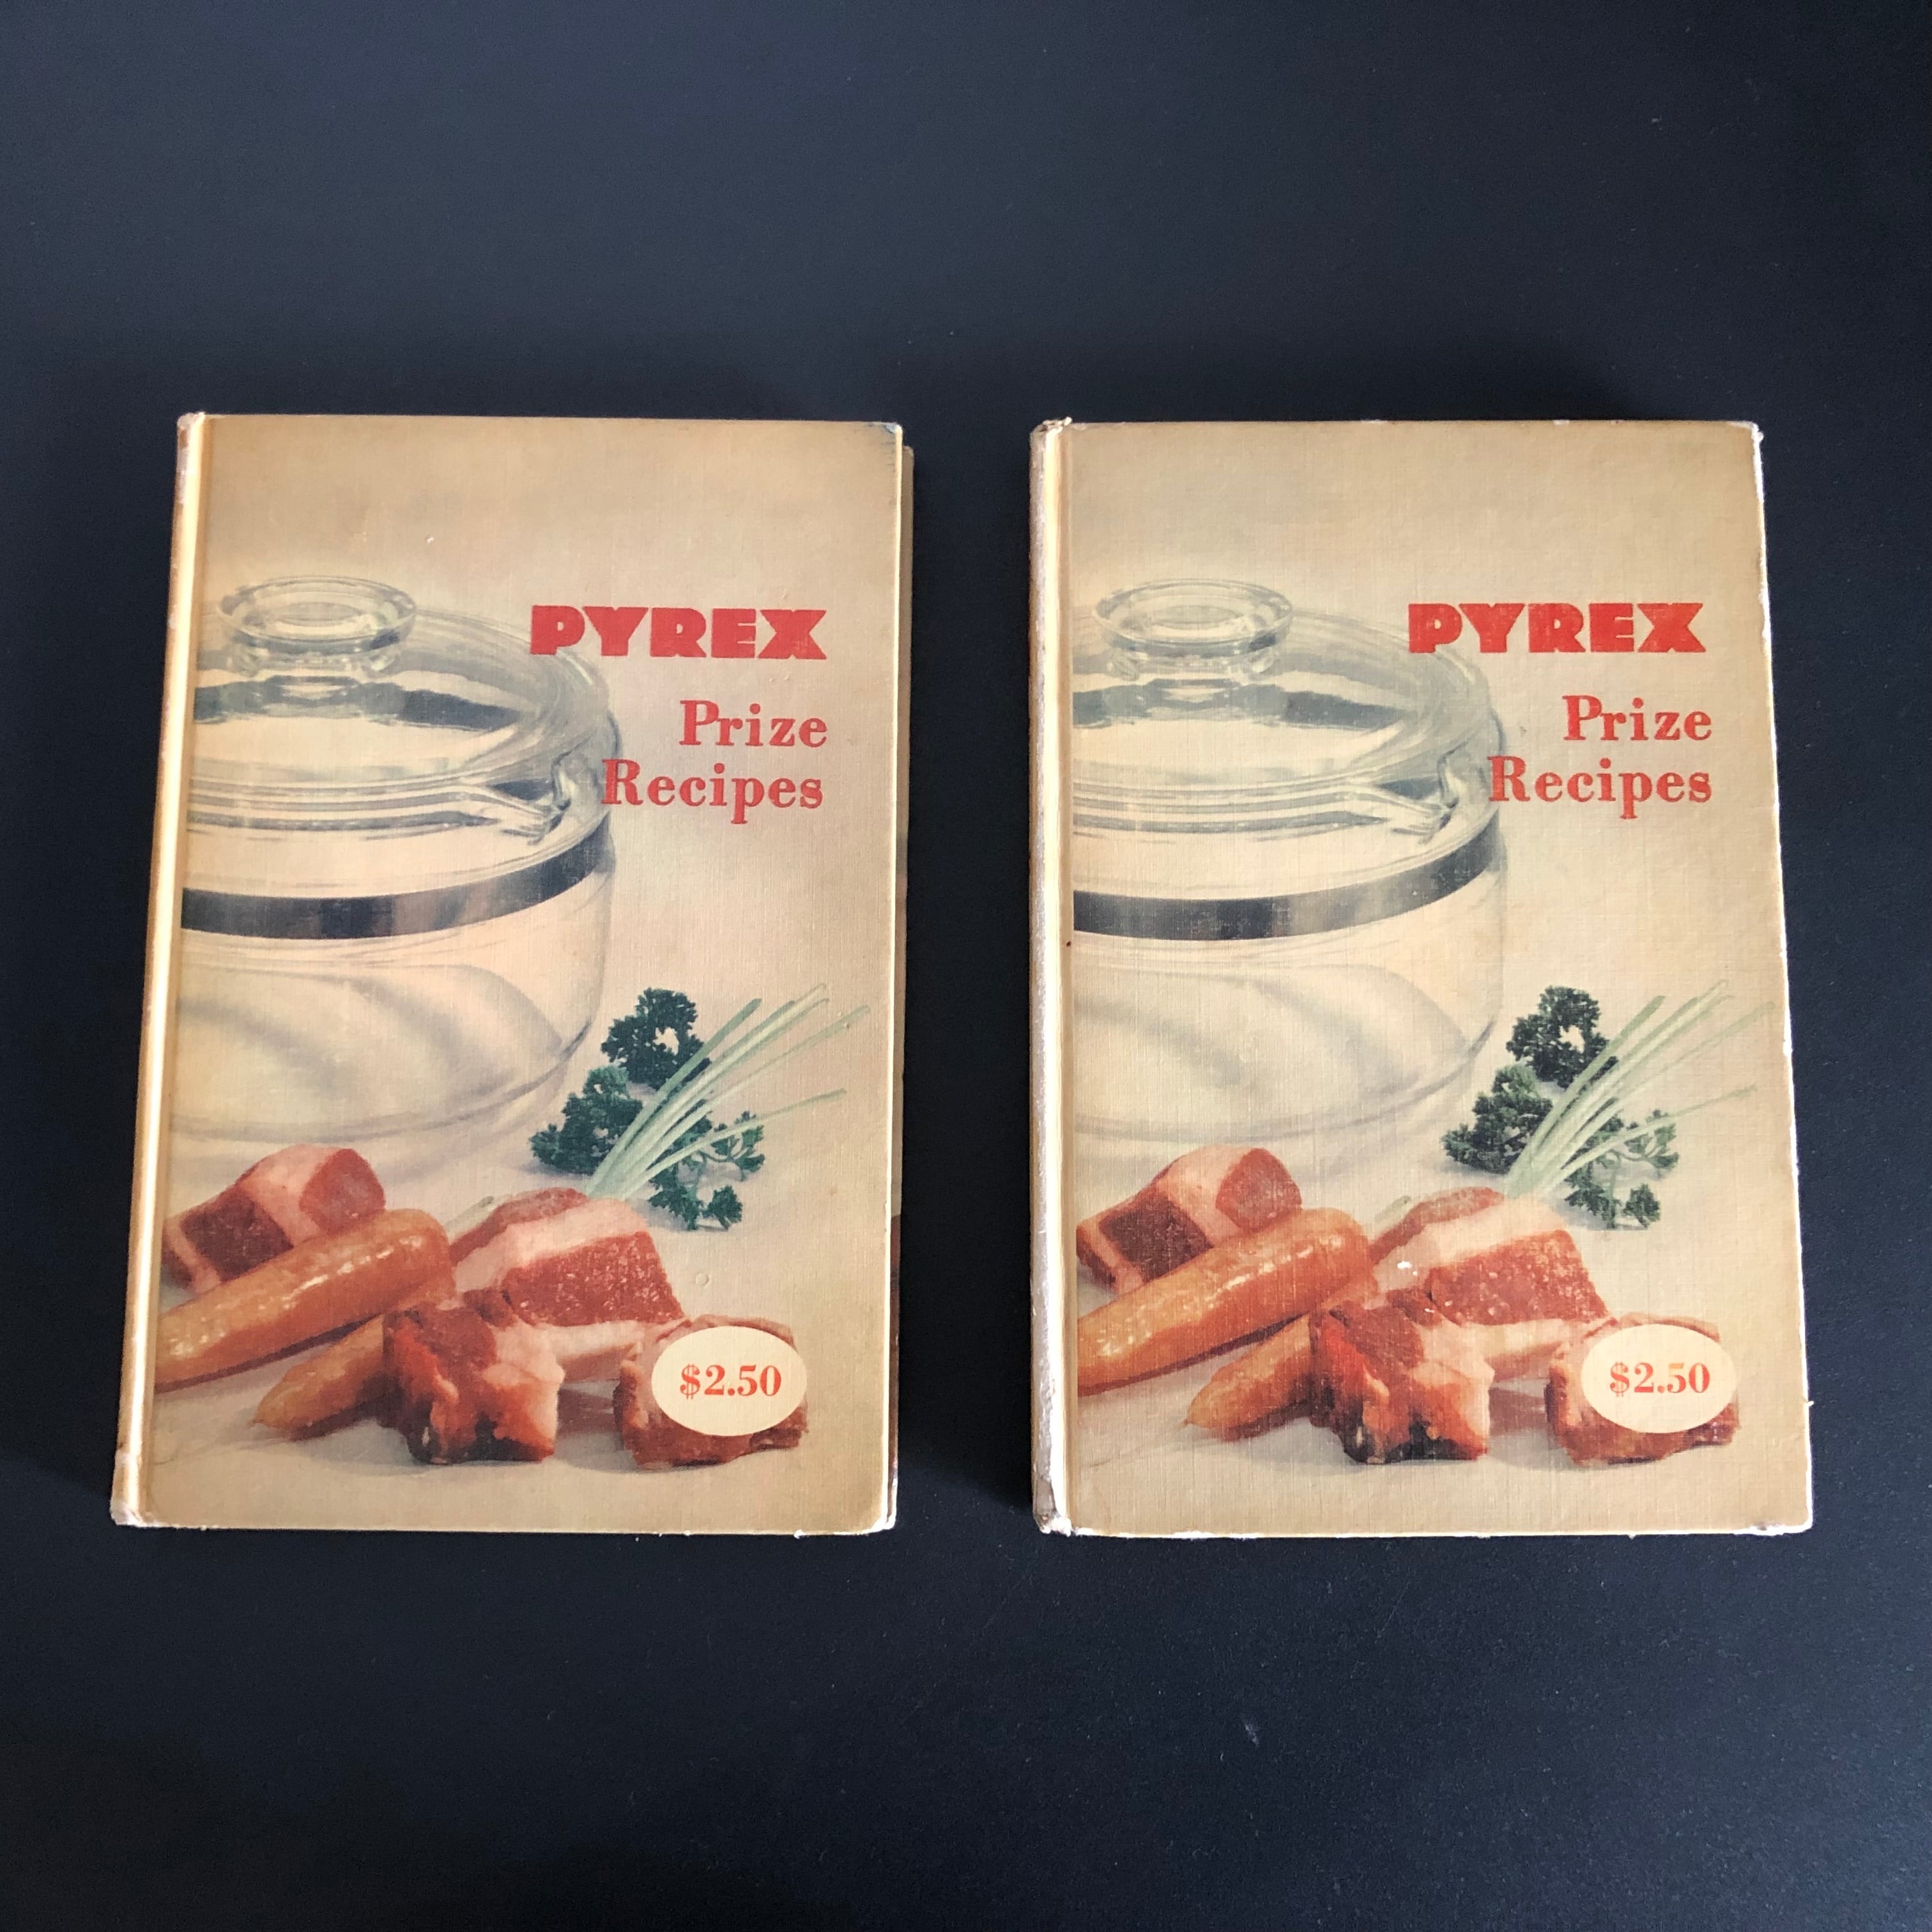 PYREX
Prize
Recipes
$2.50
PYREX
Prize
Recipes
$2.50